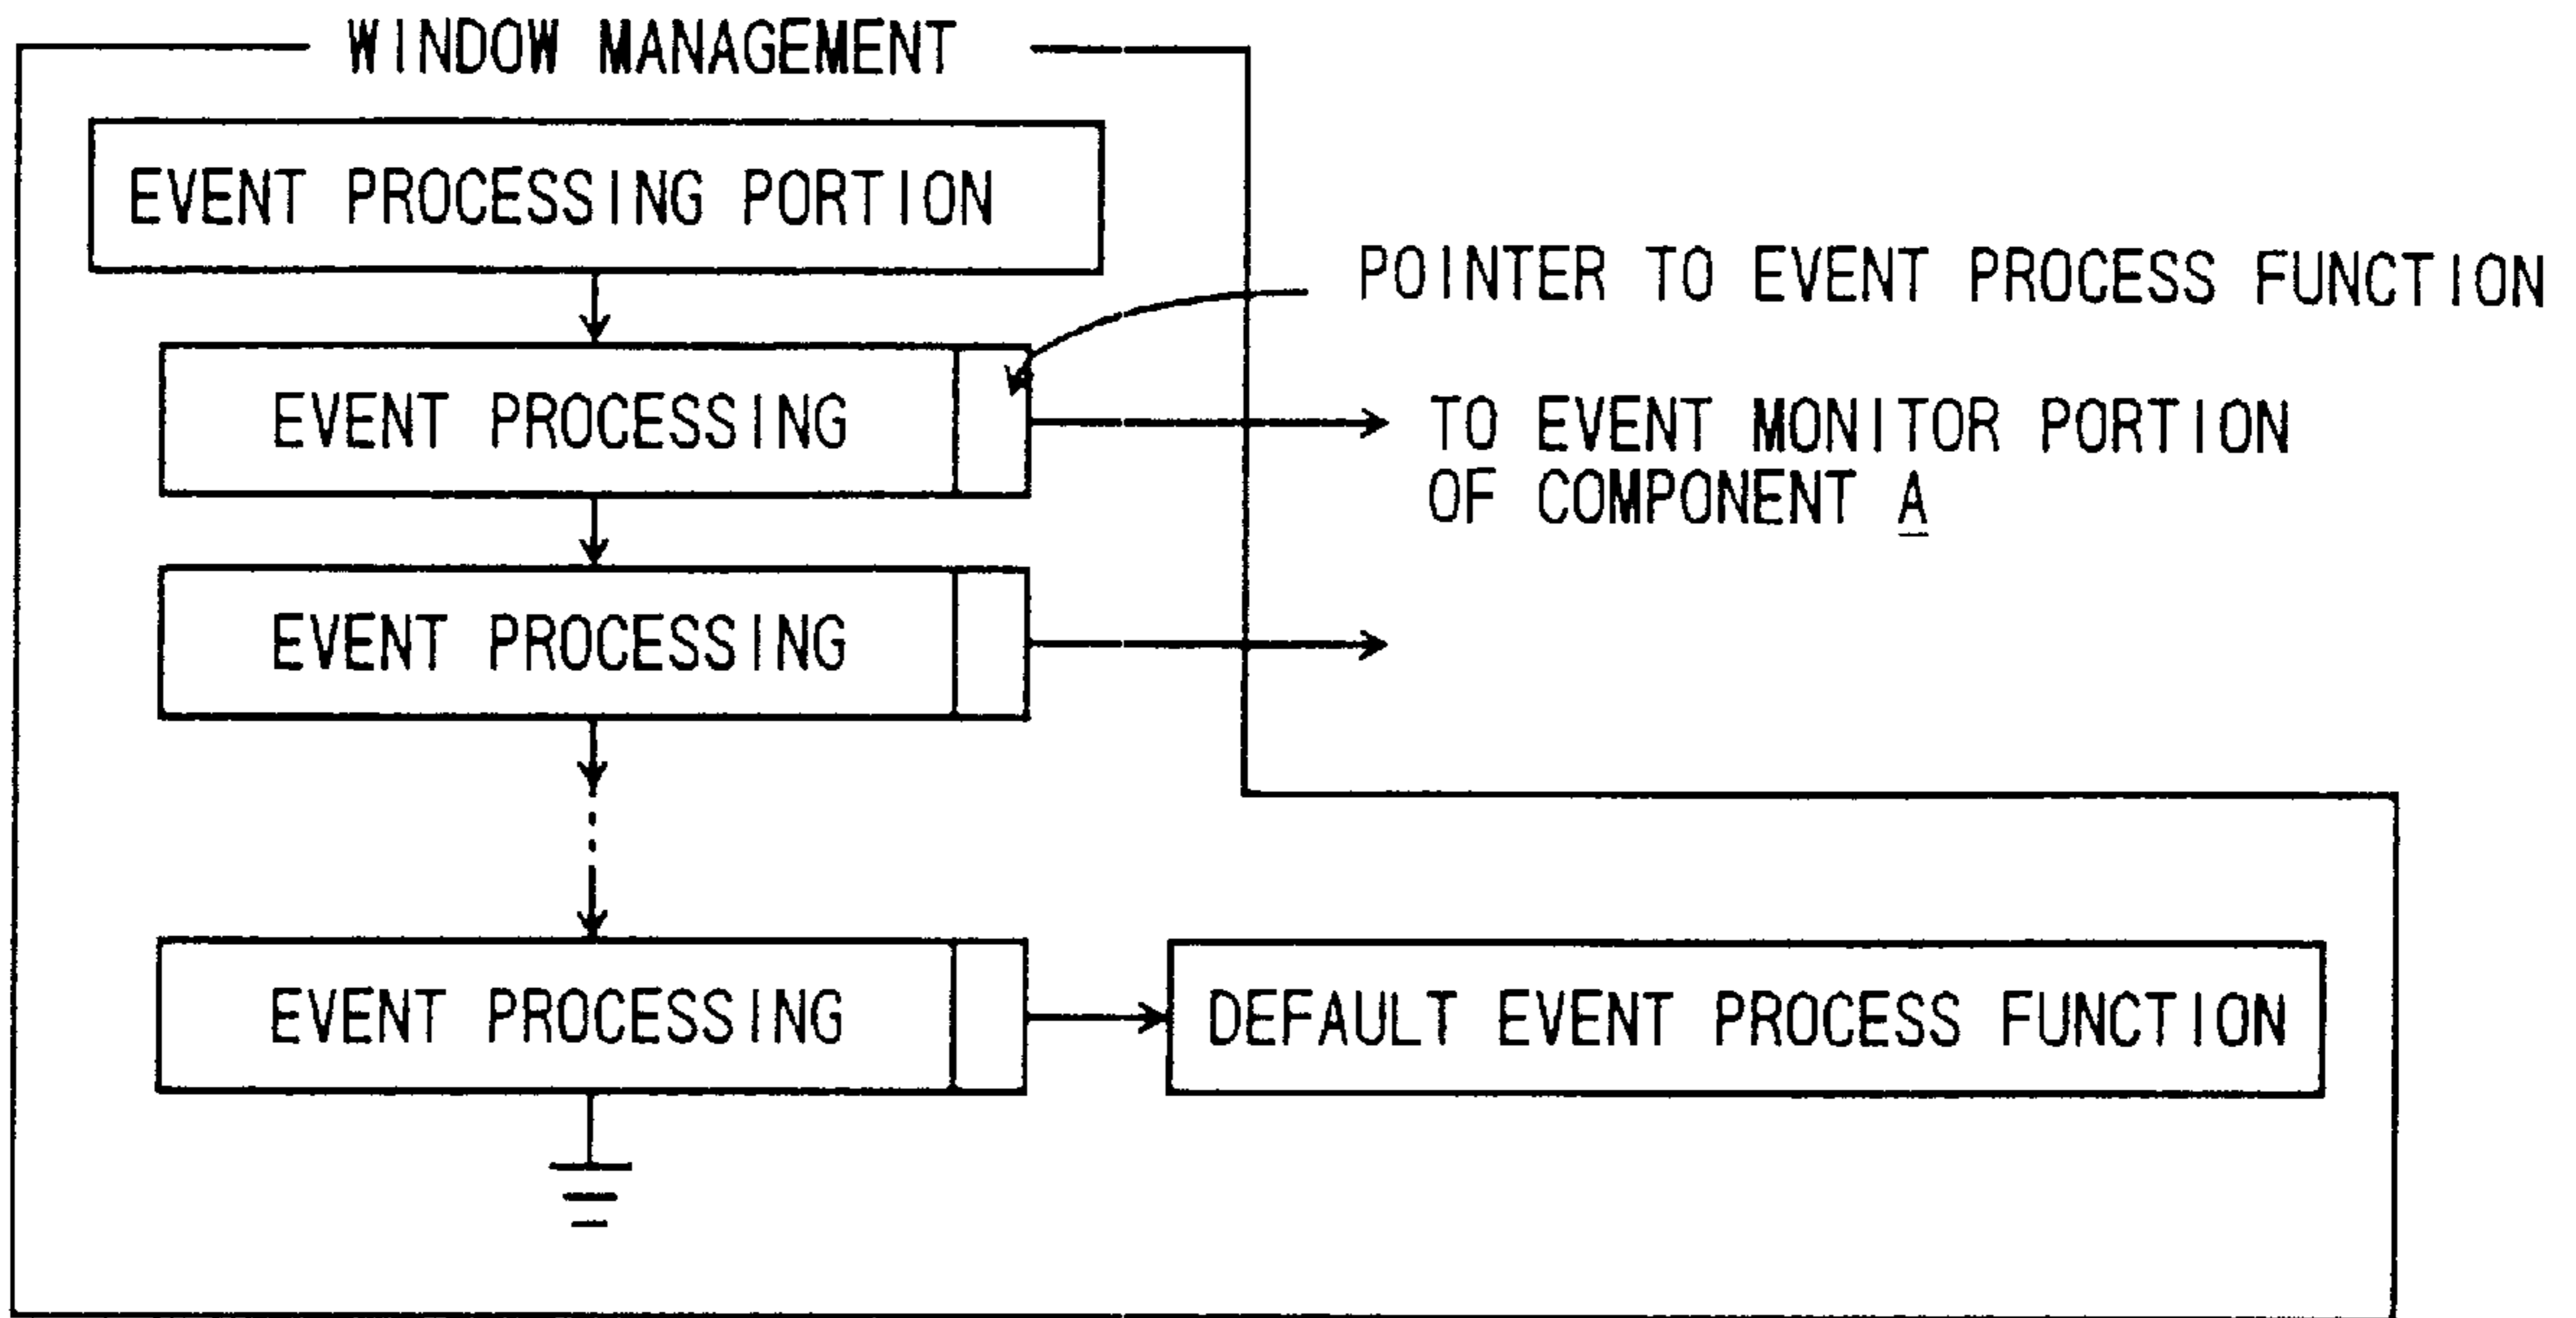 WINDOW MANAGEMENT
EVENT PROCESSING PORTION
POINTER TO EVENT PROCESS FUNCTION
EVENT PROCESSING
TO EVENT MONITOR PORTION
OF COMPONENT A
EVENT PROCESSING
EVENT PROCESSING
DEFAULT EVENT PROCESS FUNCTION